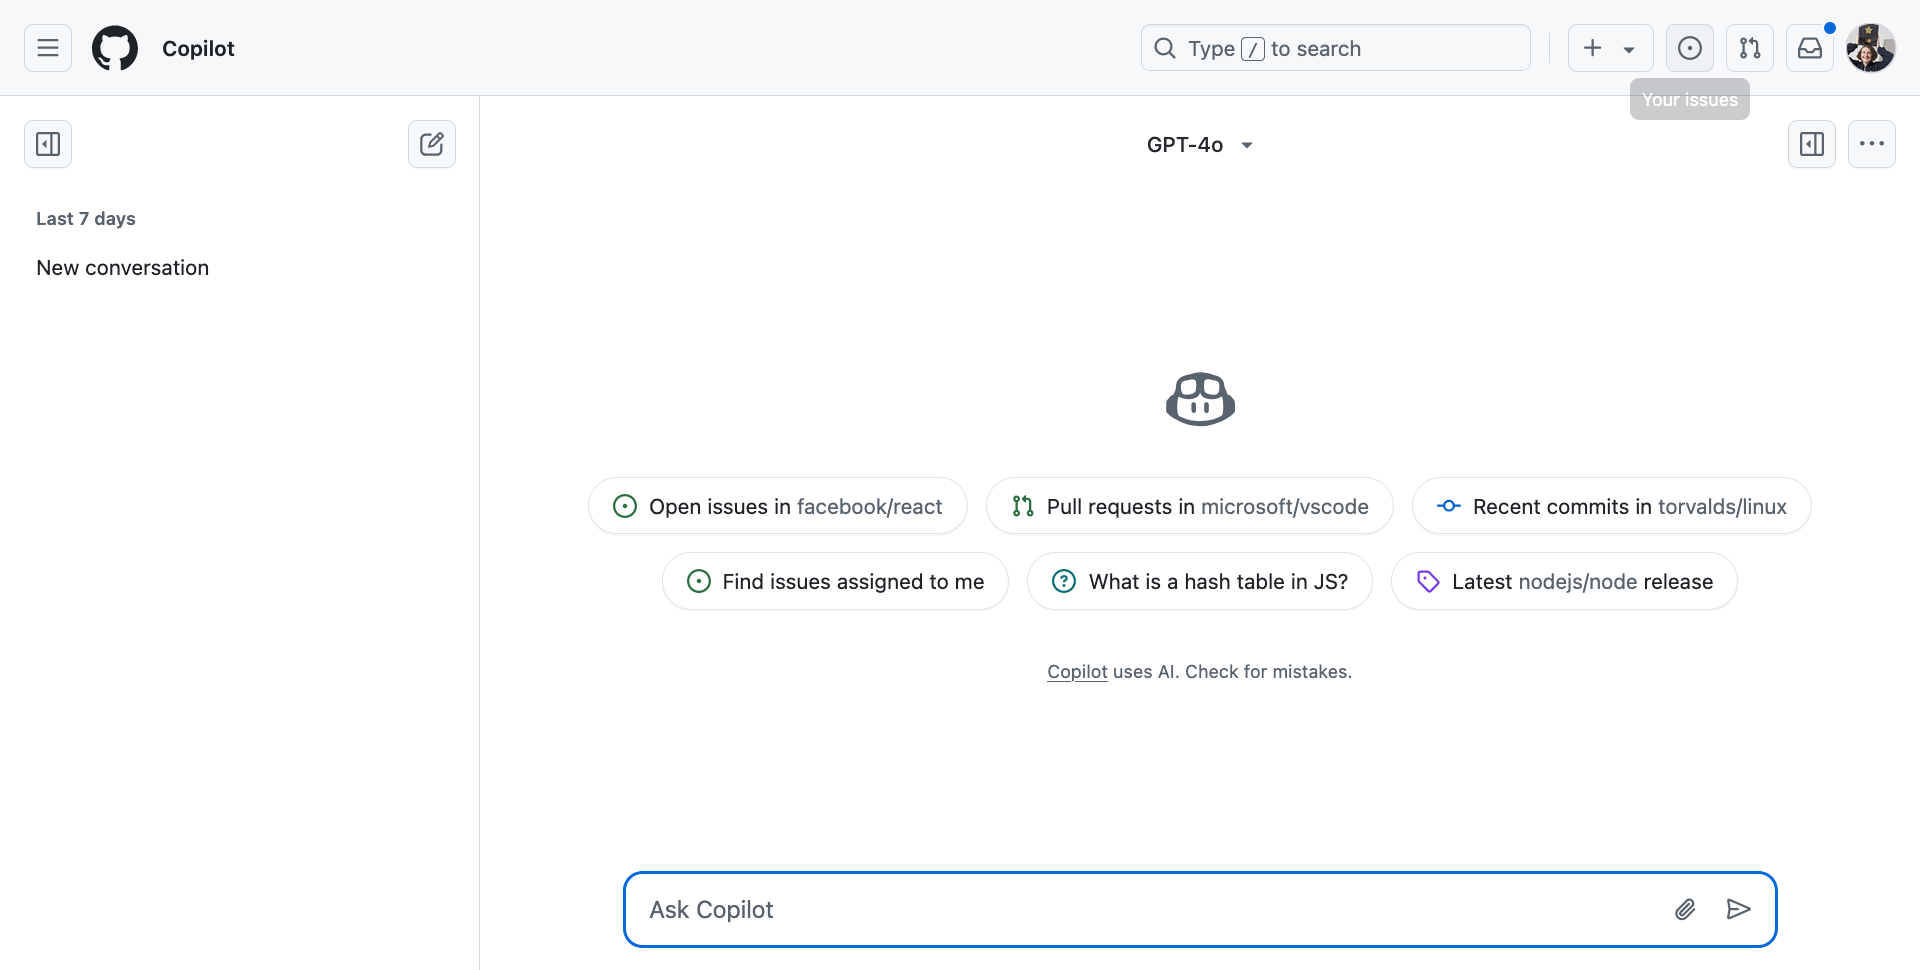 Copilot
Type / to search
Your issues
GPT-4o
Last 7 days
New conversation
Open issues in facebook/react
Pull requests in microsoft/vscode
Recent commits in torvalds/linux
Find issues assigned to me
What is a hash table in JS?
Latest nodejs/node release
Copilot uses AI. Check for mistakes.
Ask Copilot